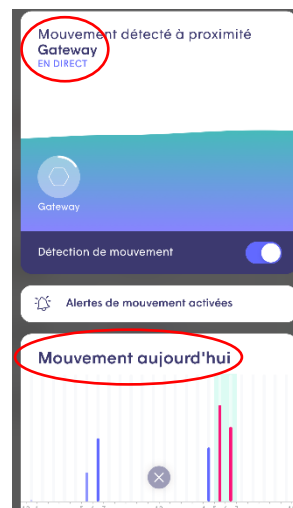 Mouvement détecté à proximité
Gateway
EN DIRECT
Gateway
Détection de mouvement
Alertes de mouvement activées
Mouvement aujourd'hui